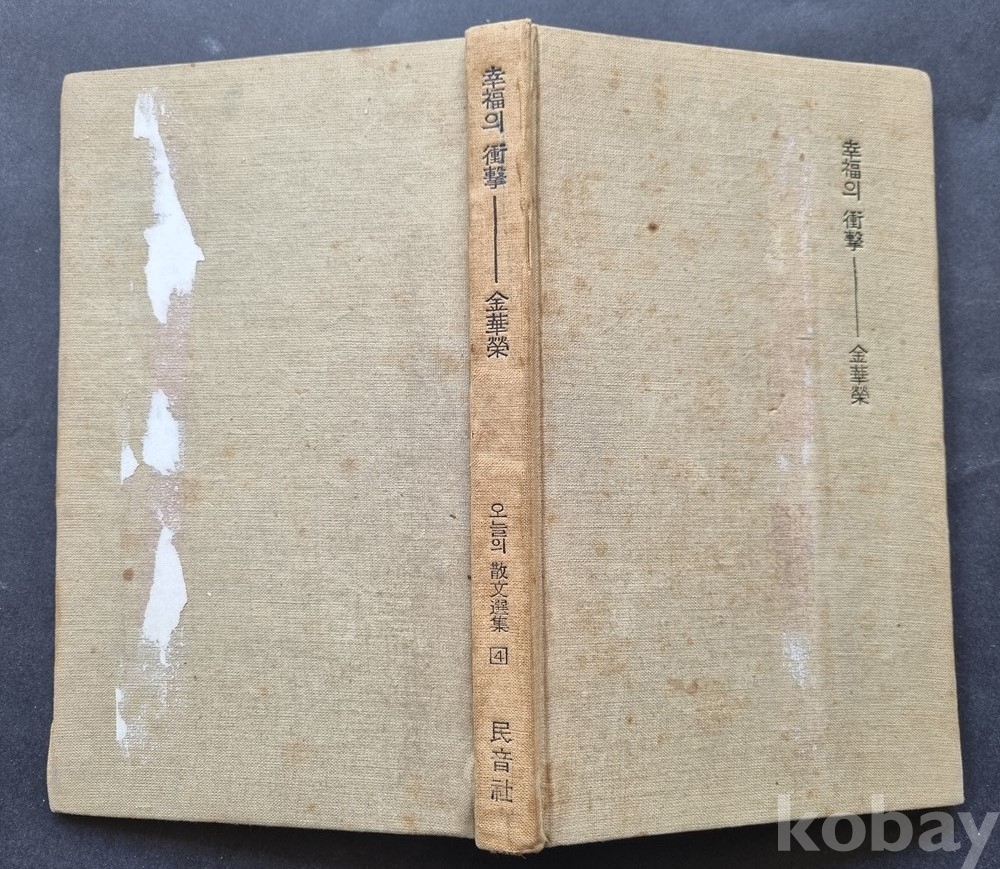 幸福의 衝擊——金華榮
오늘의 散文選集 4
民音社
幸福의 衝擊——金華榮
kobay